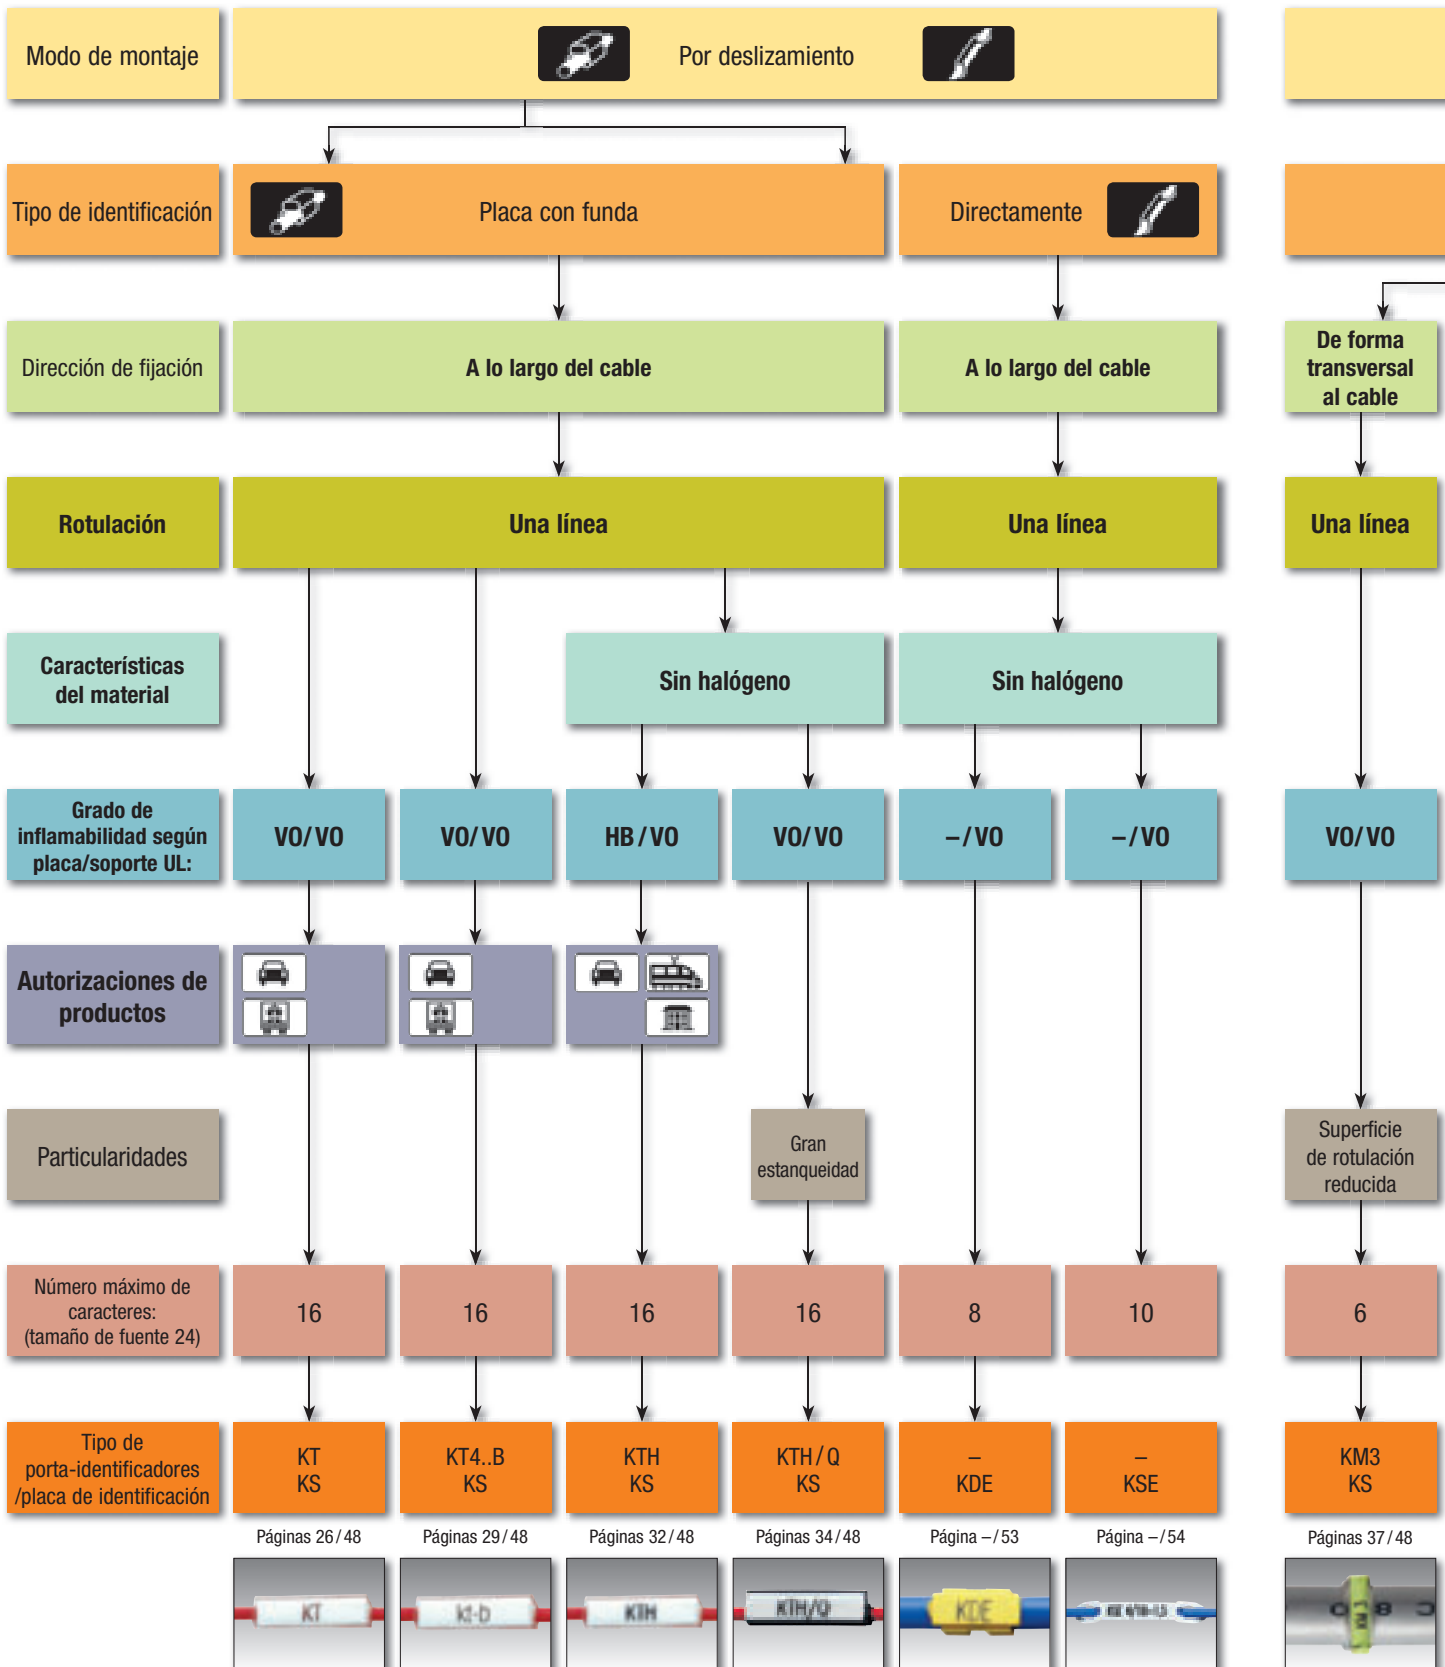 Modo de montaje
Por deslizamiento
Tipo de identificación
Placa con funda
Directamente
Dirección de fijación
A lo largo del cable
A lo largo del cable
De forma
transversal
al cable
Rotulación
Una línea
Una línea
Una línea
Características
del material
Sin halógeno
Sin halógeno
Grado de
inflamabilidad según
placa/soporte UL:
VO/VO
VO/VO
HB/VO
VO/VO
–/VO
–/VO
VO/VO
Autorizaciones de
productos
Particularidades
Gran
estanqueidad
Superficie
de rotulación
reducida
Número máximo de
caracteres:
(tamaño de fuente 24)
16
16
16
16
8
10
6
Tipo de
porta-identificadores
/placa de identificación
KT
KS
KT4..B
KS
KTH
KS
KTH/Q
KS
–
KDE
–
KSE
KM3
KS
Páginas 26/48
Páginas 29/48
Páginas 32/48
Páginas 34/48
Página –/53
Página –/54
Páginas 37/48
KT
kt-b
KTH
KTH/Q
KDE